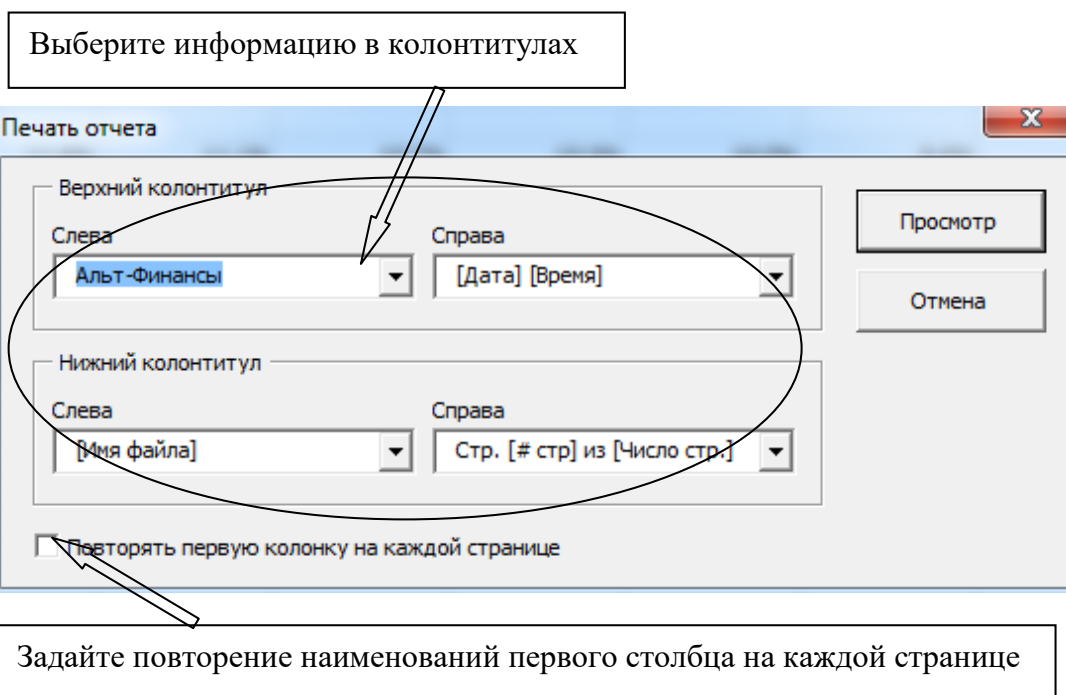 Выберите информацию в колонтитулах
Печать отчета
Верхний колонтитул
Слева Справа
Альт-Финансы [Дата] [Время]
Просмотр
Отмена
Нижний колонтитул
Слева Справа
[Имя файла] Стр. [# стр] из [Число стр.]
Повторять первую колонку на каждой странице
Задайте повторение наименований первого столбца на каждой странице